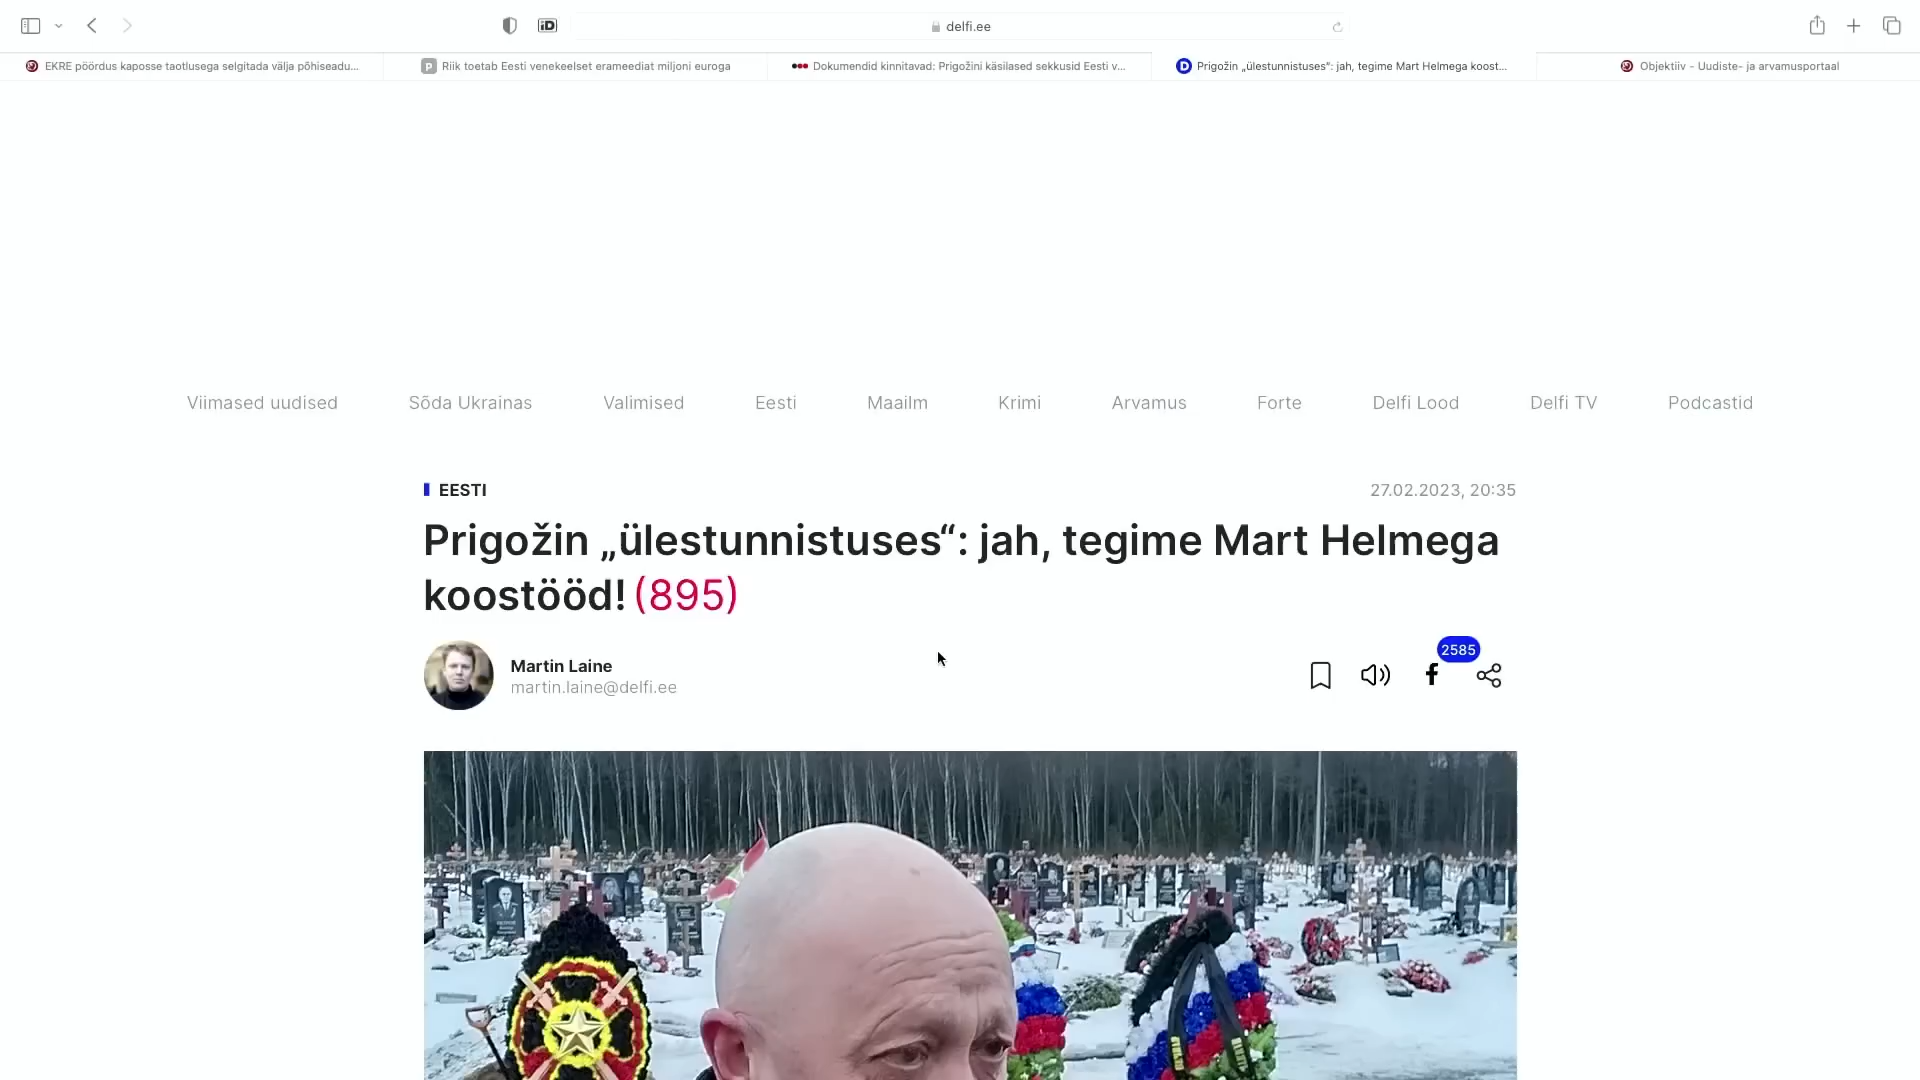 iD
delfi.ee
EKRE pöördus kaposse taotlusega selgitada välja põhiseadu...
P Riik toetab Eesti venekeelset erameediat miljoni euroga
Dokumendid kinnitavad: Prigožini käsilased sekkusid Eesti v...
D Prigožin „ülestunnistuses“: jah, tegime Mart Helmega koost...
Objektiiv - Uudiste- ja arvamusportaal
Viimased uudised Sõda Ukrainas Valimised Eesti Maailm Krimi Arvamus Forte Delfi Lood Delfi TV Podcastid
EESTI 27.02.2023, 20:35
Prigožin „ülestunnistuses“: jah, tegime Mart Helmega
koostööd! (895)
Martin Laine
martin.laine@delfi.ee
2585